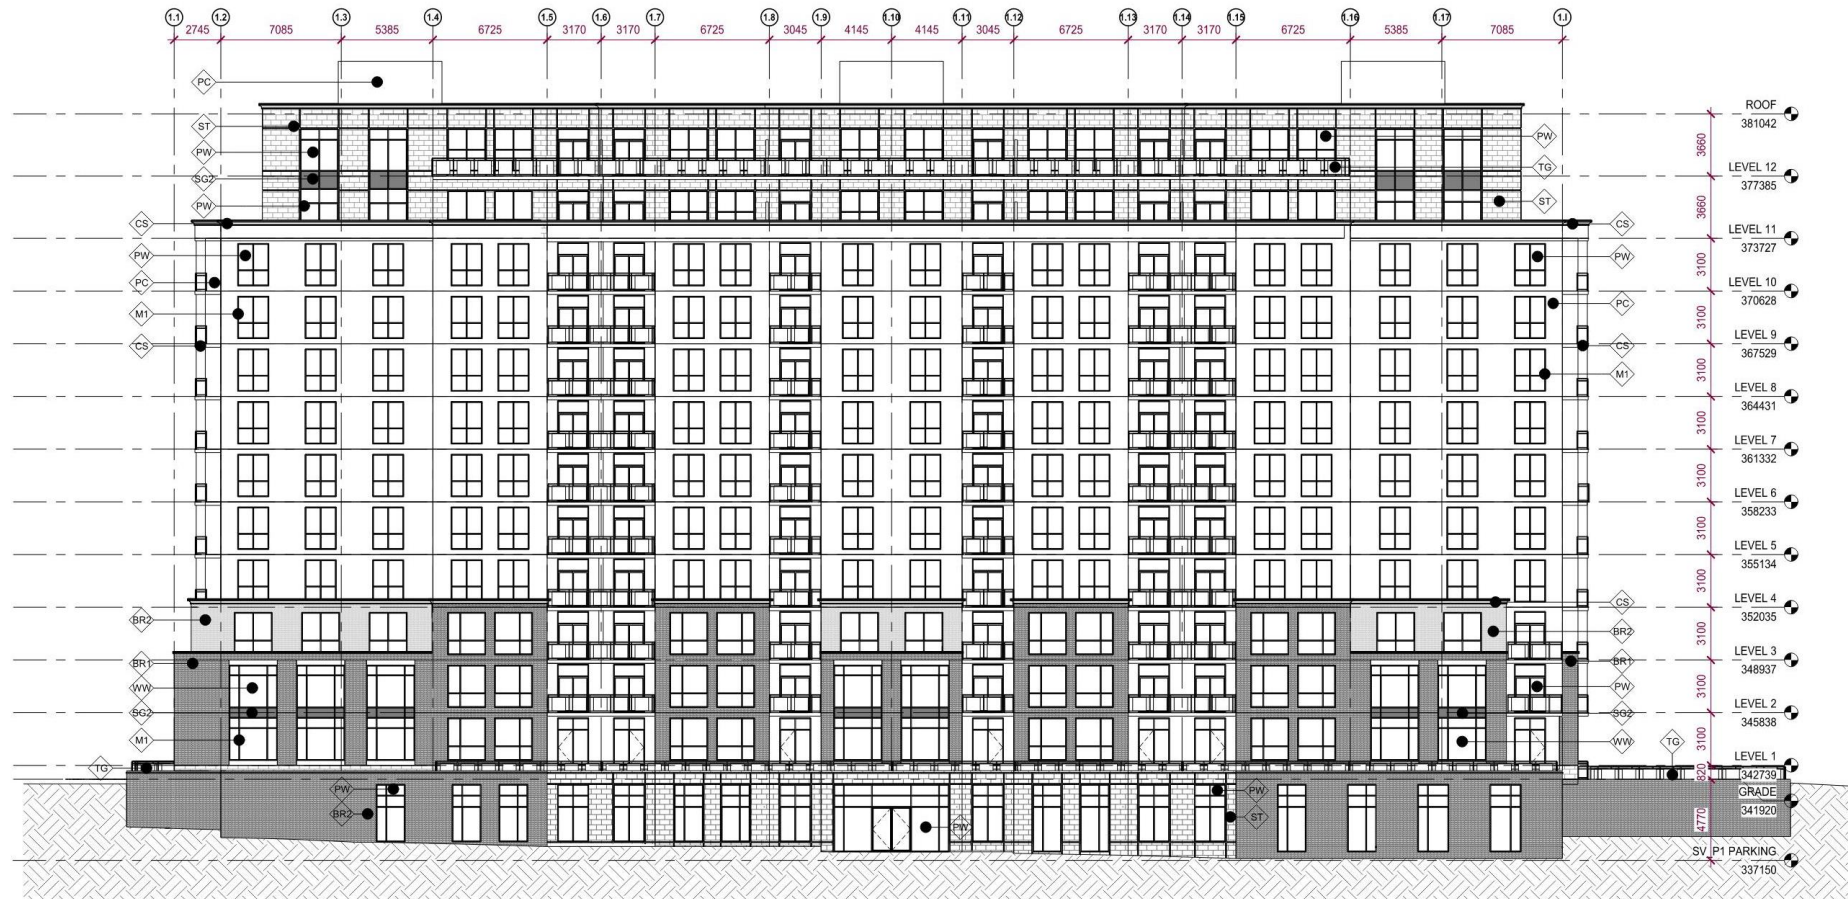 1.1 1.2 1.3 1.4 1.5 1.6 1.7 1.8 1.9 1.10 1.11 1.12 1.13 1.14 1.15 1.16 1.17 1.I
2745 7085 5385 6725 3170 3170 6725 3045 4145 4145 3045 6725 3170 3170 6725 5385 7085
PC
ROOF
381042
ST
PW
PW
3660
SG2
TG
LEVEL 12
377385
PW
ST
3660
CS
CS
LEVEL 11
373727
PW
PW
3100
PC
LEVEL 10
370628
M1
PC
3100
CS
CS
LEVEL 9
367529
M1
3100
LEVEL 8
364431
3100
LEVEL 7
361332
3100
LEVEL 6
358233
3100
LEVEL 5
355134
3100
CS
LEVEL 4
352035
BR2
BR2
3100
BR1
BR1
LEVEL 3
348937
WW
PW
3100
SG2
SG2
LEVEL 2
345838
M1
WW
TG
3100
TG
LEVEL 1
342739
820
PW
PW
GRADE
341920
BR2
ST
PW
4770
SV P1 PARKING
337150